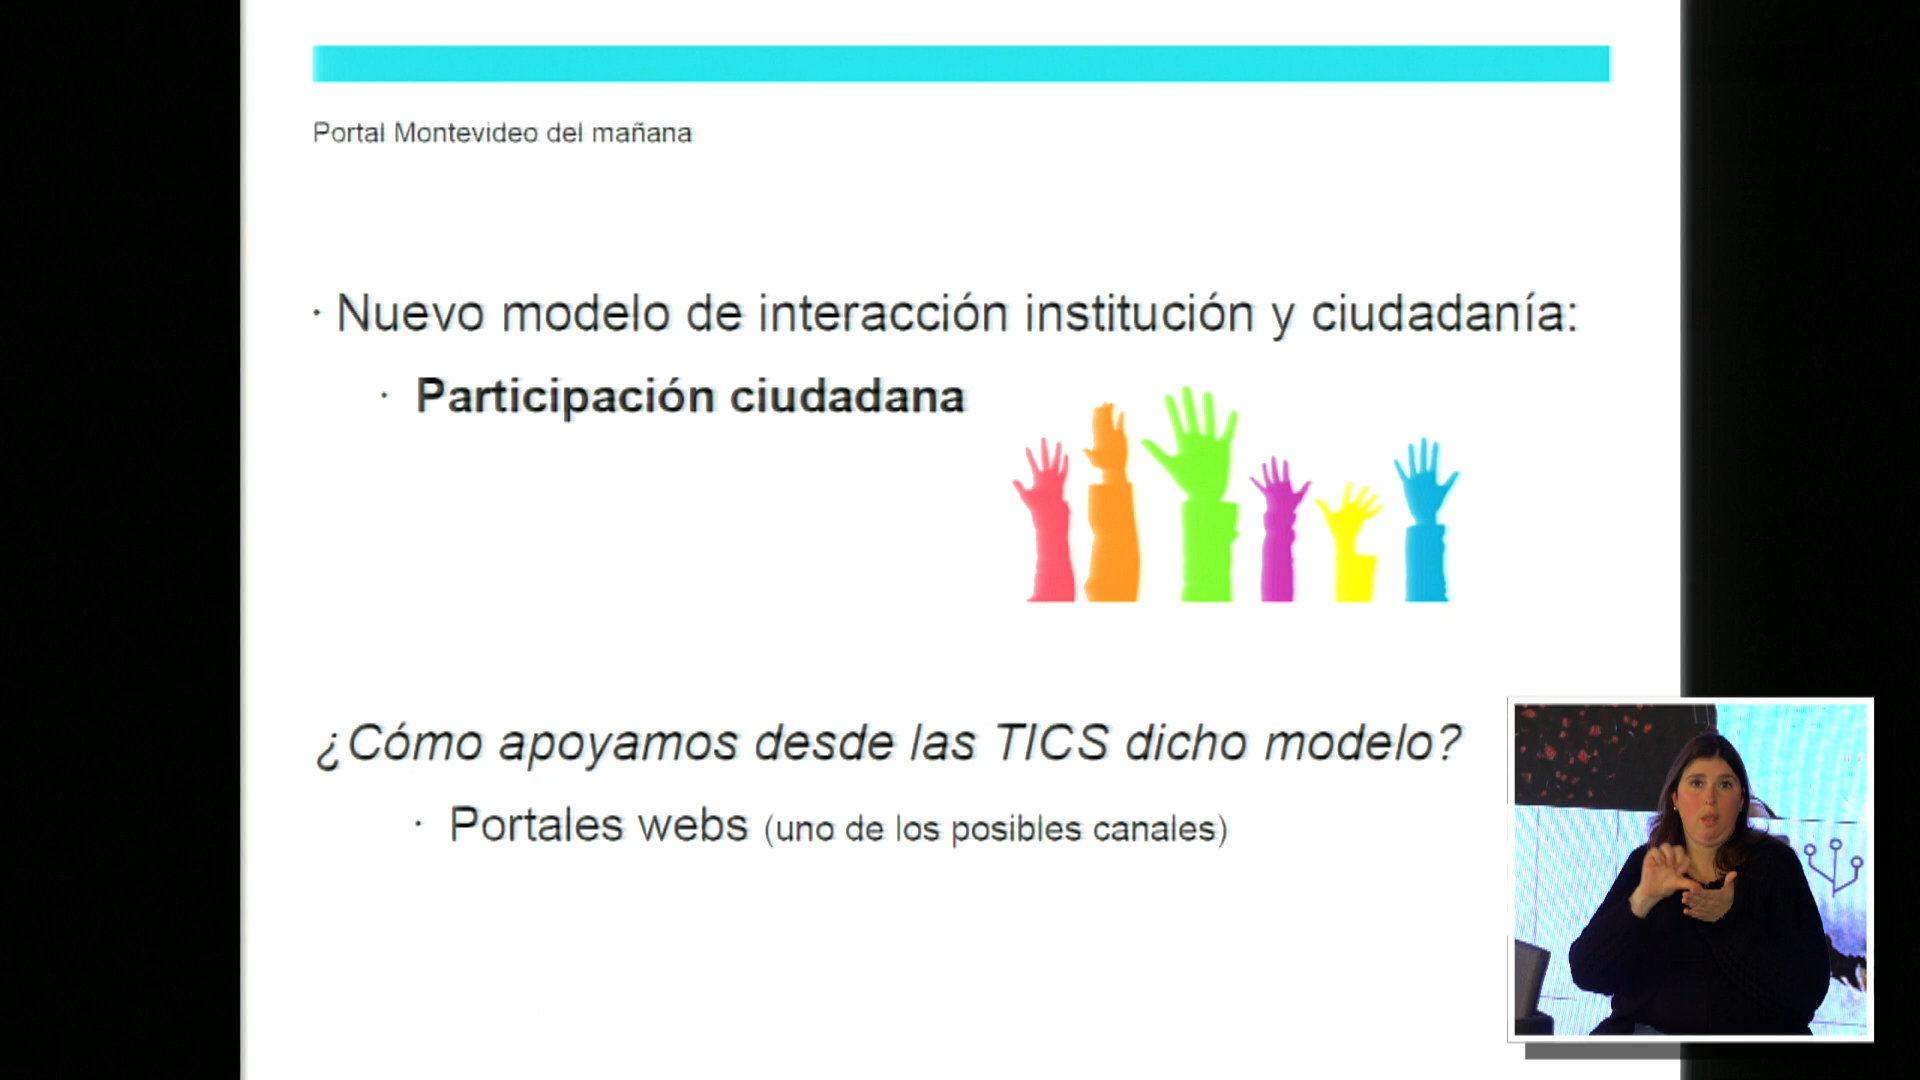 Portal Montevideo del mañana
· Nuevo modelo de interacción institución y ciudadanía:
· Participación ciudadana
¿Cómo apoyamos desde las TICS dicho modelo?
· Portales webs (uno de los posibles canales)